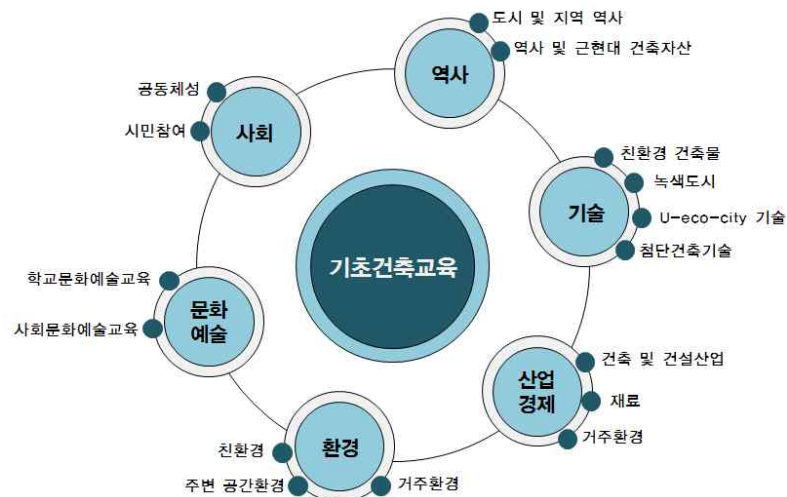 도시 및 지역 역사
역사 및 근현대 건축자산
역사
공동체성
시민참여
사회
친환경 건축물
녹색도시
U-eco-city 기술
첨단건축기술
기술
기초건축교육
학교문화예술교육
사회문화예술교육
문화
예술
건축 및 건설산업
재료
거주환경
산업
경제
환경
친환경
주변 공간환경
거주환경